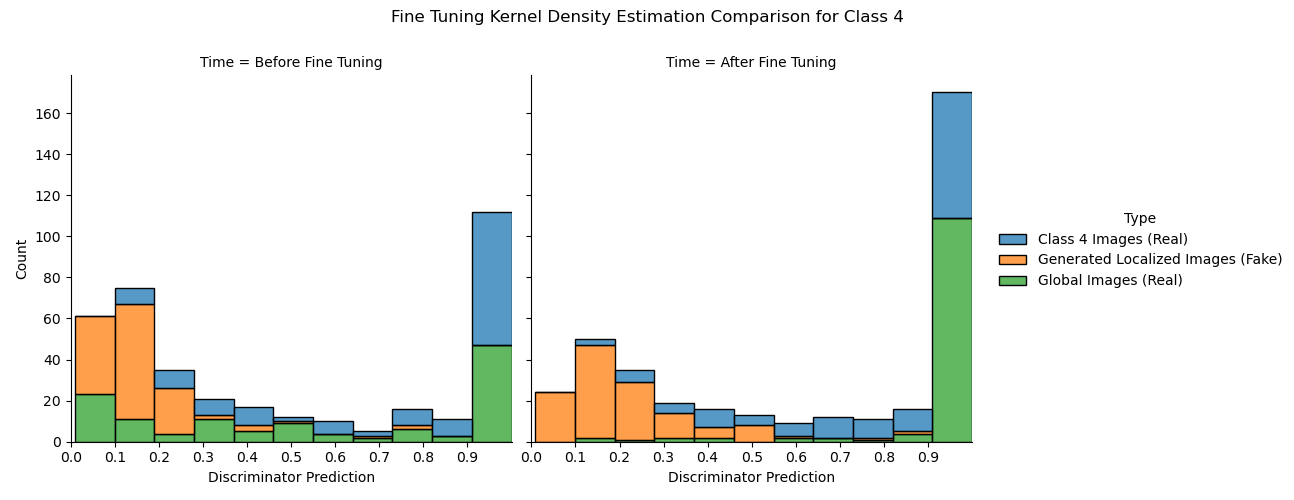 Fine Tuning Kernel Density Estimation Comparison for Class 4
Time = Before Fine Tuning
Time = After Fine Tuning
160
140
120
100
80
60
40
20
0
Count
0.0 0.1 0.2 0.3 0.4 0.5 0.6 0.7 0.8 0.9
0.0 0.1 0.2 0.3 0.4 0.5 0.6 0.7 0.8 0.9
Discriminator Prediction
Discriminator Prediction
Type
Class 4 Images (Real)
Generated Localized Images (Fake)
Global Images (Real)